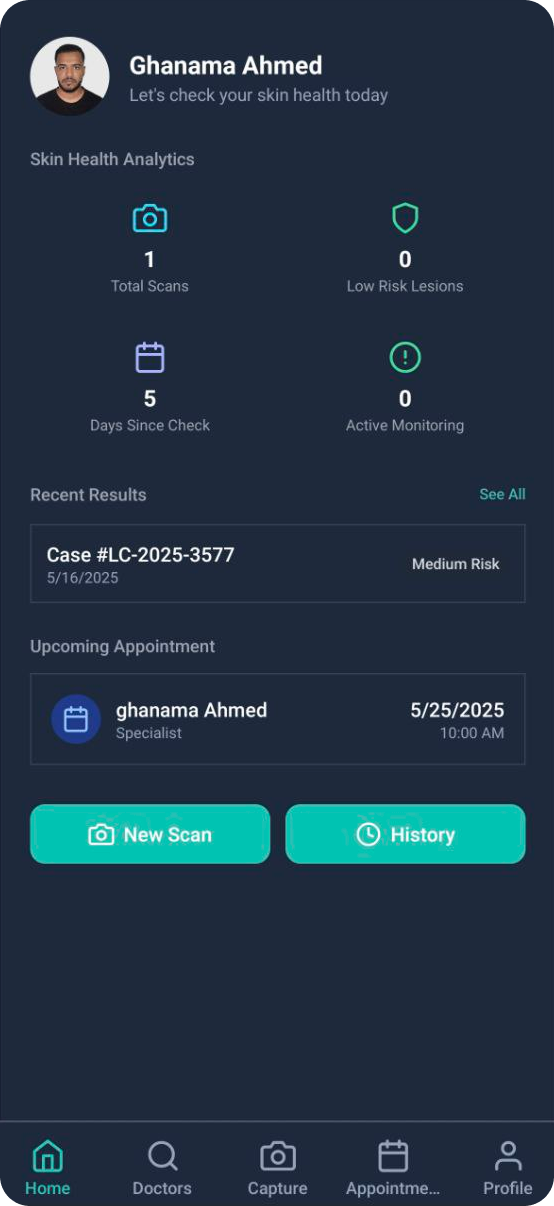 Ghanama Ahmed
Let's check your skin health today
Skin Health Analytics
1
Total Scans
0
Low Risk Lesions
5
Days Since Check
0
Active Monitoring
Recent Results
See All
Case #LC-2025-3577
5/16/2025
Medium Risk
Upcoming Appointment
ghanama Ahmed
Specialist
5/25/2025
10:00 AM
New Scan
History
Home
Doctors
Capture
Appointme...
Profile